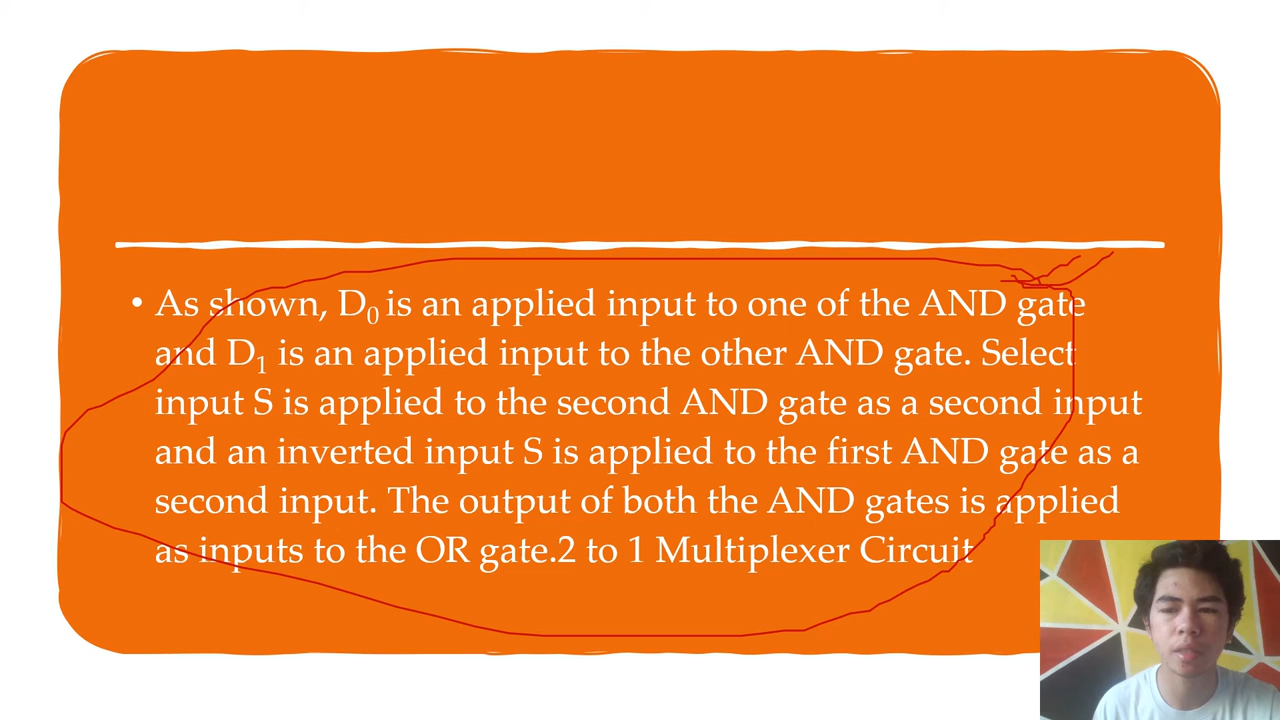 • As shown, D₀ is an applied input to one of the AND gate
and D₁ is an applied input to the other AND gate. Select
input S is applied to the second AND gate as a second input
and an inverted input S is applied to the first AND gate as a
second input. The output of both the AND gates is applied
as inputs to the OR gate.2 to 1 Multiplexer Circuit